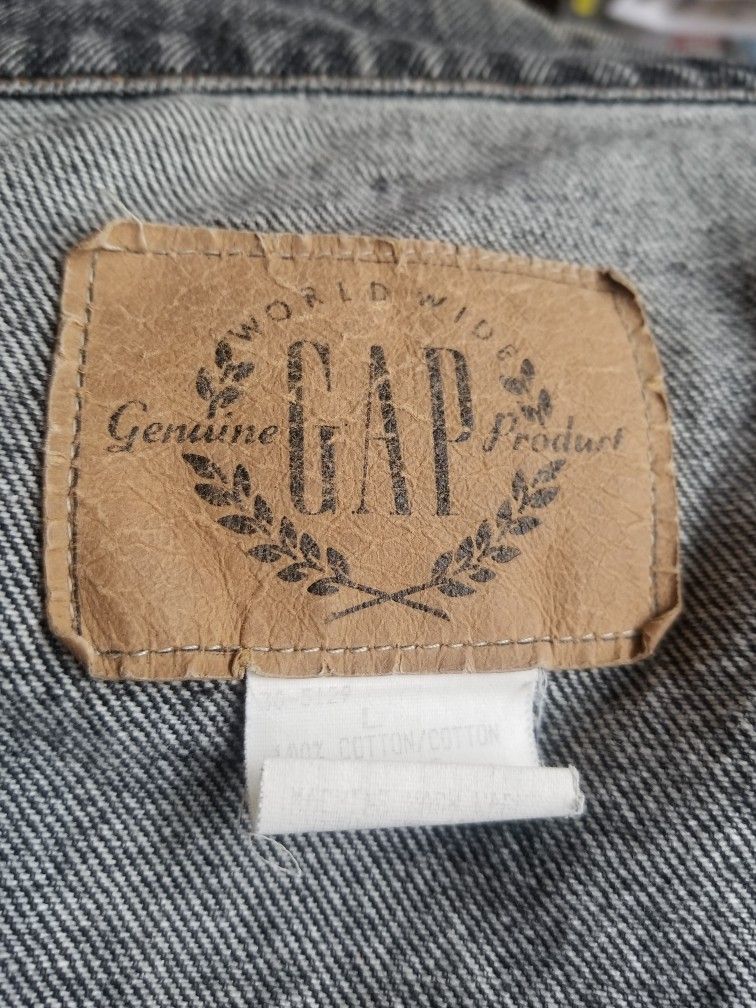 WORLD WIDE
Genuine GAP Product
L
100% COTTON/COTTON